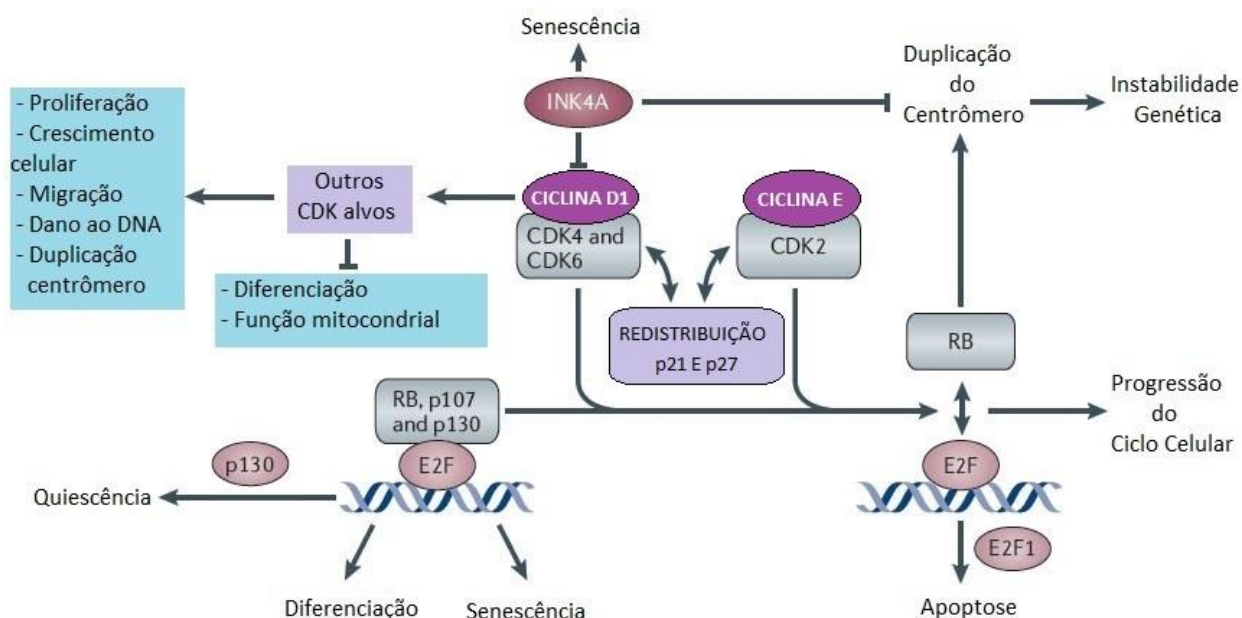 Senescência
INK4A
Duplicação
do
Centrômero
Instabilidade
Genética
- Proliferação
- Crescimento
celular
- Migração
- Dano ao DNA
- Duplicação
centrômero
Outros
CDK alvos
CICLINA D1
CDK4 and
CDK6
CICLINA E
CDK2
- Diferenciação
- Função mitocondrial
REDISTRIBUIÇÃO
p21 E p27
RB
RB, p107
and p130
E2F
p130
Quiescência
Diferenciação
Senescência
Progressão
do
Ciclo Celular
E2F
E2F1
Apoptose